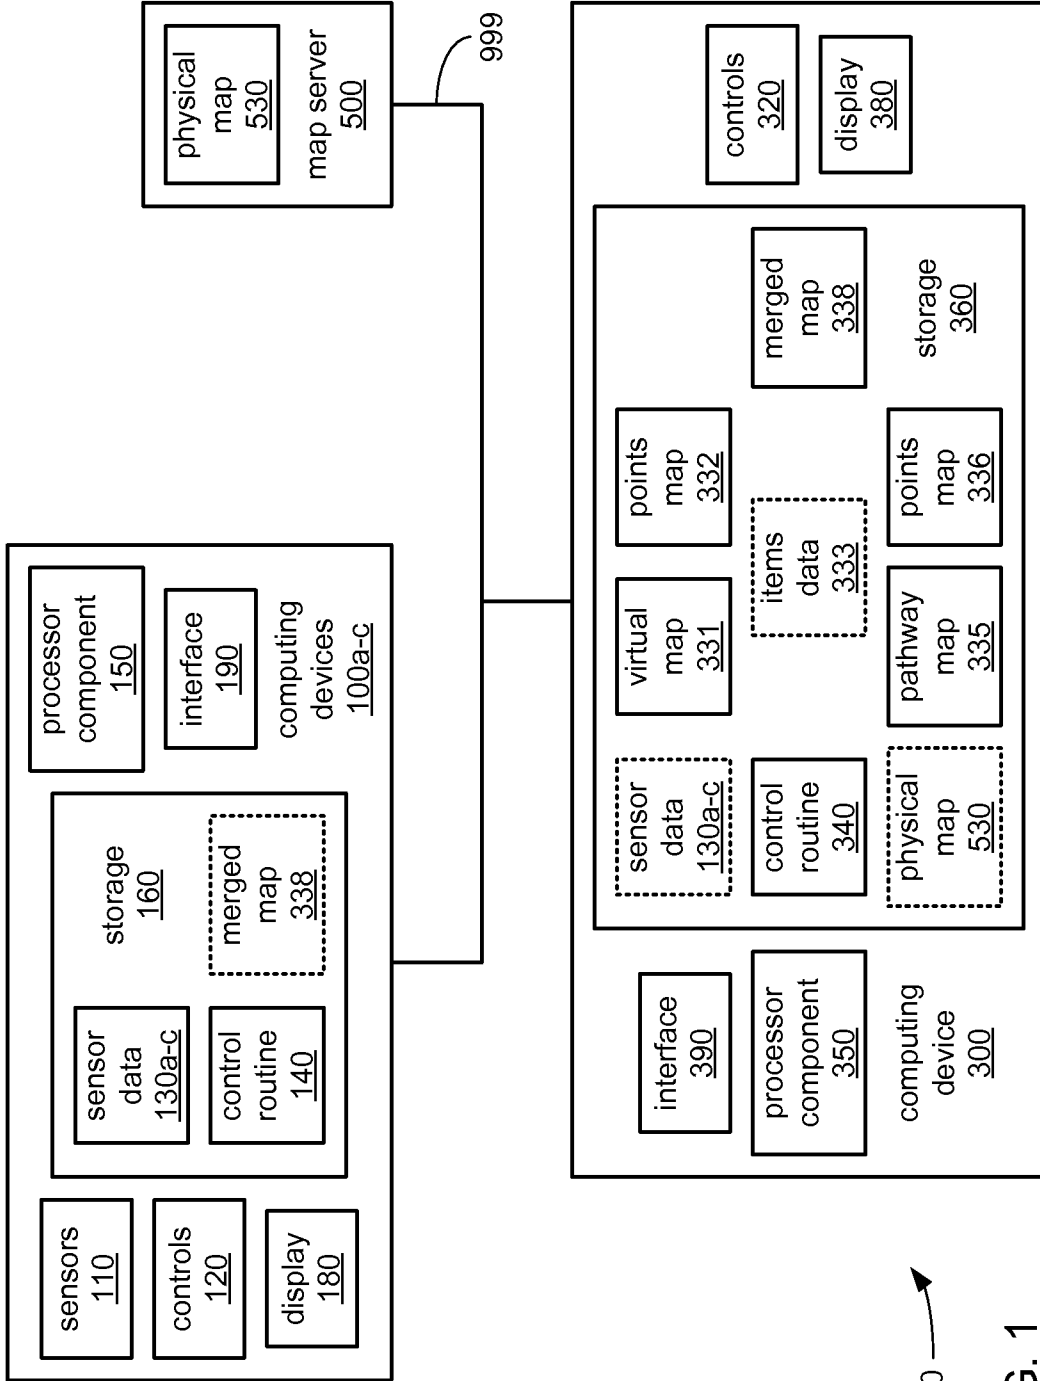 sensors
110
controls
120
display
180
sensor
data
130a-c
control
routine
140
storage
160
merged
map
338
processor
component
150
interface
190
computing
devices
100a-c
physical
map
530
map server
500
999
interface
390
processor
component
350
computing
device
300
sensor
data
130a-c
control
routine
340
physical
map
530
virtual
map
331
items
data
333
pathway
map
335
points
map
332
points
map
336
merged
map
338
storage
360
controls
320
display
380
1